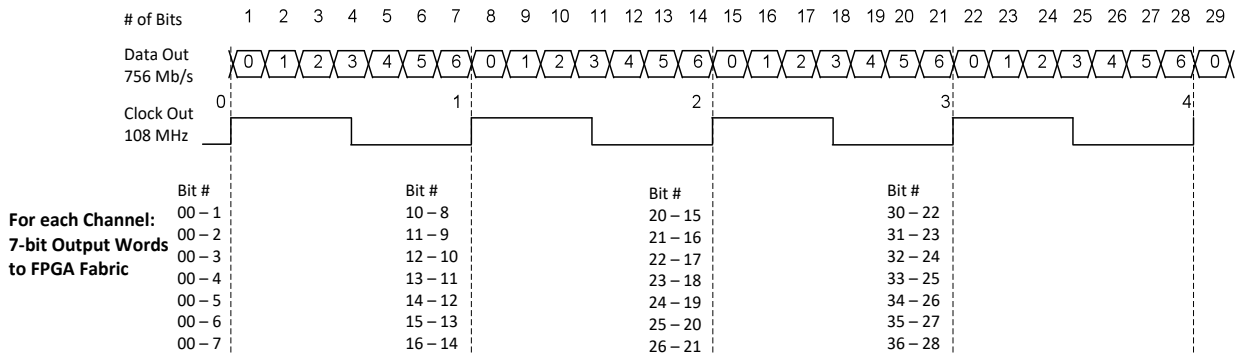 # of Bits 1 2 3 4 5 6 7 8 9 10 11 12 13 14 15 16 17 18 19 20 21 22 23 24 25 26 27 28 29
Data Out 0 1 2 3 4 5 6 0 1 2 3 4 5 6 0 1 2 3 4 5 6 0 1 2 3 4 5 6 0
756 Mb/s
0 1 2 3 4
Clock Out
108 MHz
Bit # Bit # Bit # Bit #
00 – 1 10 – 8 20 – 15 30 – 22
For each Channel:
00 – 2 11 – 9 21 – 16 31 – 23
7-bit Output Words
00 – 3 12 – 10 22 – 17 32 – 24
to FPGA Fabric
00 – 4 13 – 11 23 – 18 33 – 25
00 – 5 14 – 12 24 – 19 34 – 26
00 – 6 15 – 13 25 – 20 35 – 27
00 – 7 16 – 14 26 – 21 36 – 28